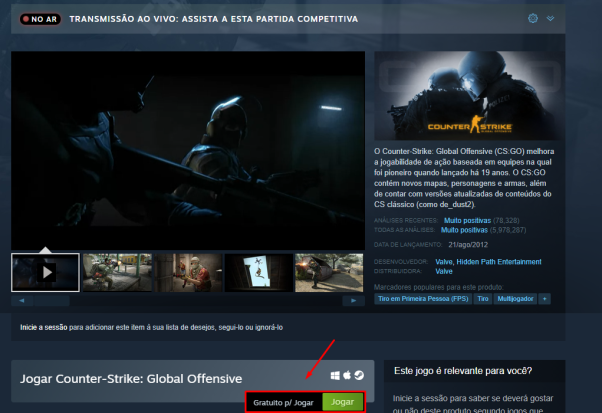 NO AR
TRANSMISSÃO AO VIVO: ASSISTA A ESTA PARTIDA COMPETITIVA
COUNTER STRIKE
O Counter-Strike: Global Offensive (CS:GO) melhora
a jogabilidade de ação baseada em equipes na qual
foi pioneiro quando lançado há 19 anos. O CS:GO
contém novos mapas, personagens e armas, além
de contar com versões atualizadas de conteúdos do
CS clássico (como de_dust2).
ANÁLISES RECENTES: Muito positivas (78,328)
TODAS AS ANÁLISES: Muito positivas (5,978,287)
DATA DE LANÇAMENTO: 21/ago/2012
DESENVOLVEDOR: Valve, Hidden Path Entertainment
DISTRIBUIDORA: Valve
Marcadores populares para este produto:
Tiro em Primeira Pessoa (FPS) Tiro Multijogador +
Inicie a sessão para adicionar este item á sua lista de desejos, segui-lo ou ignorá-lo
Jogar Counter-Strike: Global Offensive
Gratuito p/ Jogar Jogar
Este jogo é relevante para você?
Inicie a sessão para saber se deverá gostar
ou não deste produto segundo jogos que